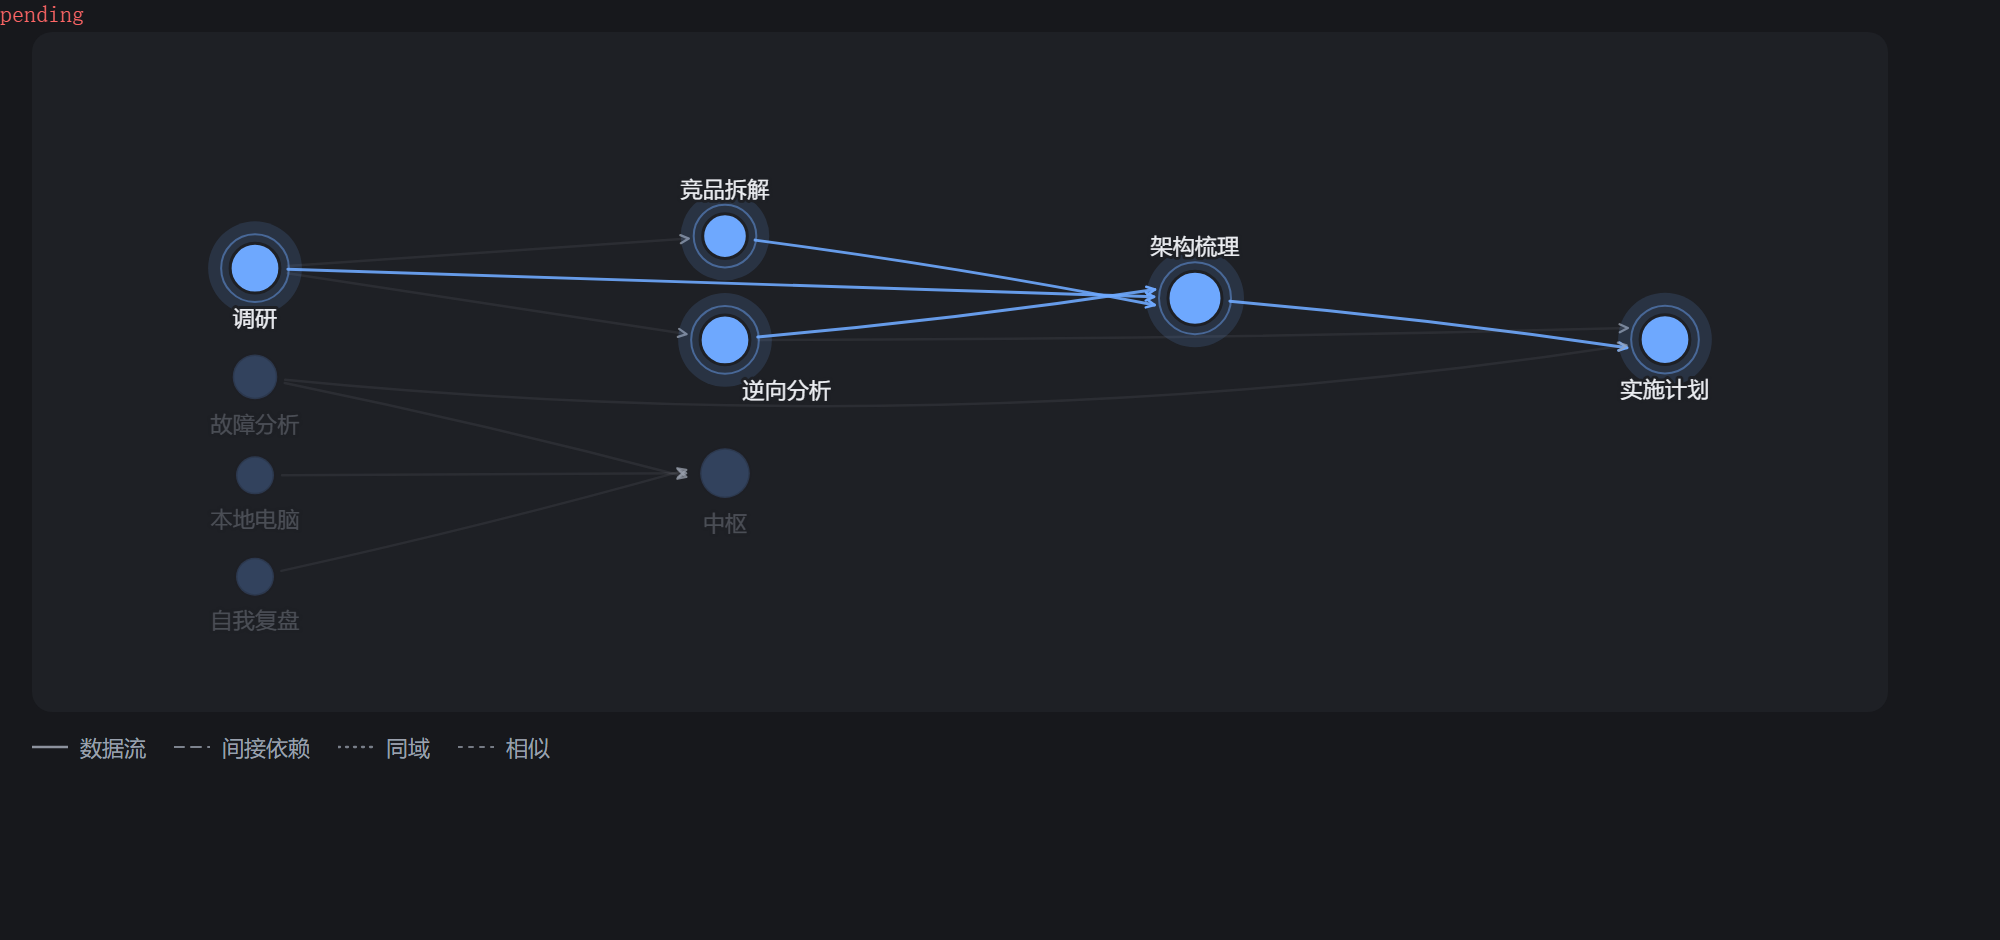 pending
竞品拆解
架构梳理
调研
逆向分析
实施计划
故障分析
本地电脑
中枢
自我复盘
数据流
间接依赖
同域
相似